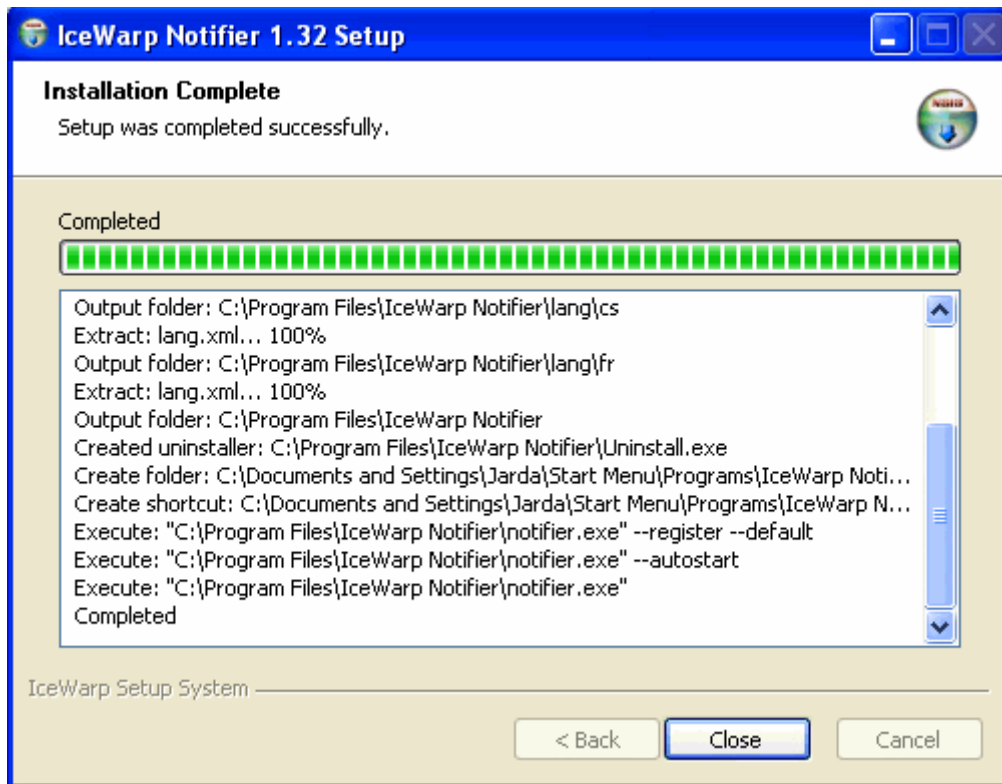 IceWarp Notifier 1.32 Setup
Installation Complete
Setup was completed successfully.
Completed
Output folder: C:\Program Files\IceWarp Notifier\lang\cs
Extract: lang.xml... 100%
Output folder: C:\Program Files\IceWarp Notifier\lang\fr
Extract: lang.xml... 100%
Output folder: C:\Program Files\IceWarp Notifier
Created uninstaller: C:\Program Files\IceWarp Notifier\Uninstall.exe
Create folder: C:\Documents and Settings\Jarda\Start Menu\Programs\IceWarp Noti...
Create shortcut: C:\Documents and Settings\Jarda\Start Menu\Programs\IceWarp N...
Execute: "C:\Program Files\IceWarp Notifier\notifier.exe" --register --default
Execute: "C:\Program Files\IceWarp Notifier\notifier.exe" --autostart
Execute: "C:\Program Files\IceWarp Notifier\notifier.exe"
Completed
IceWarp Setup System
< Back Close Cancel